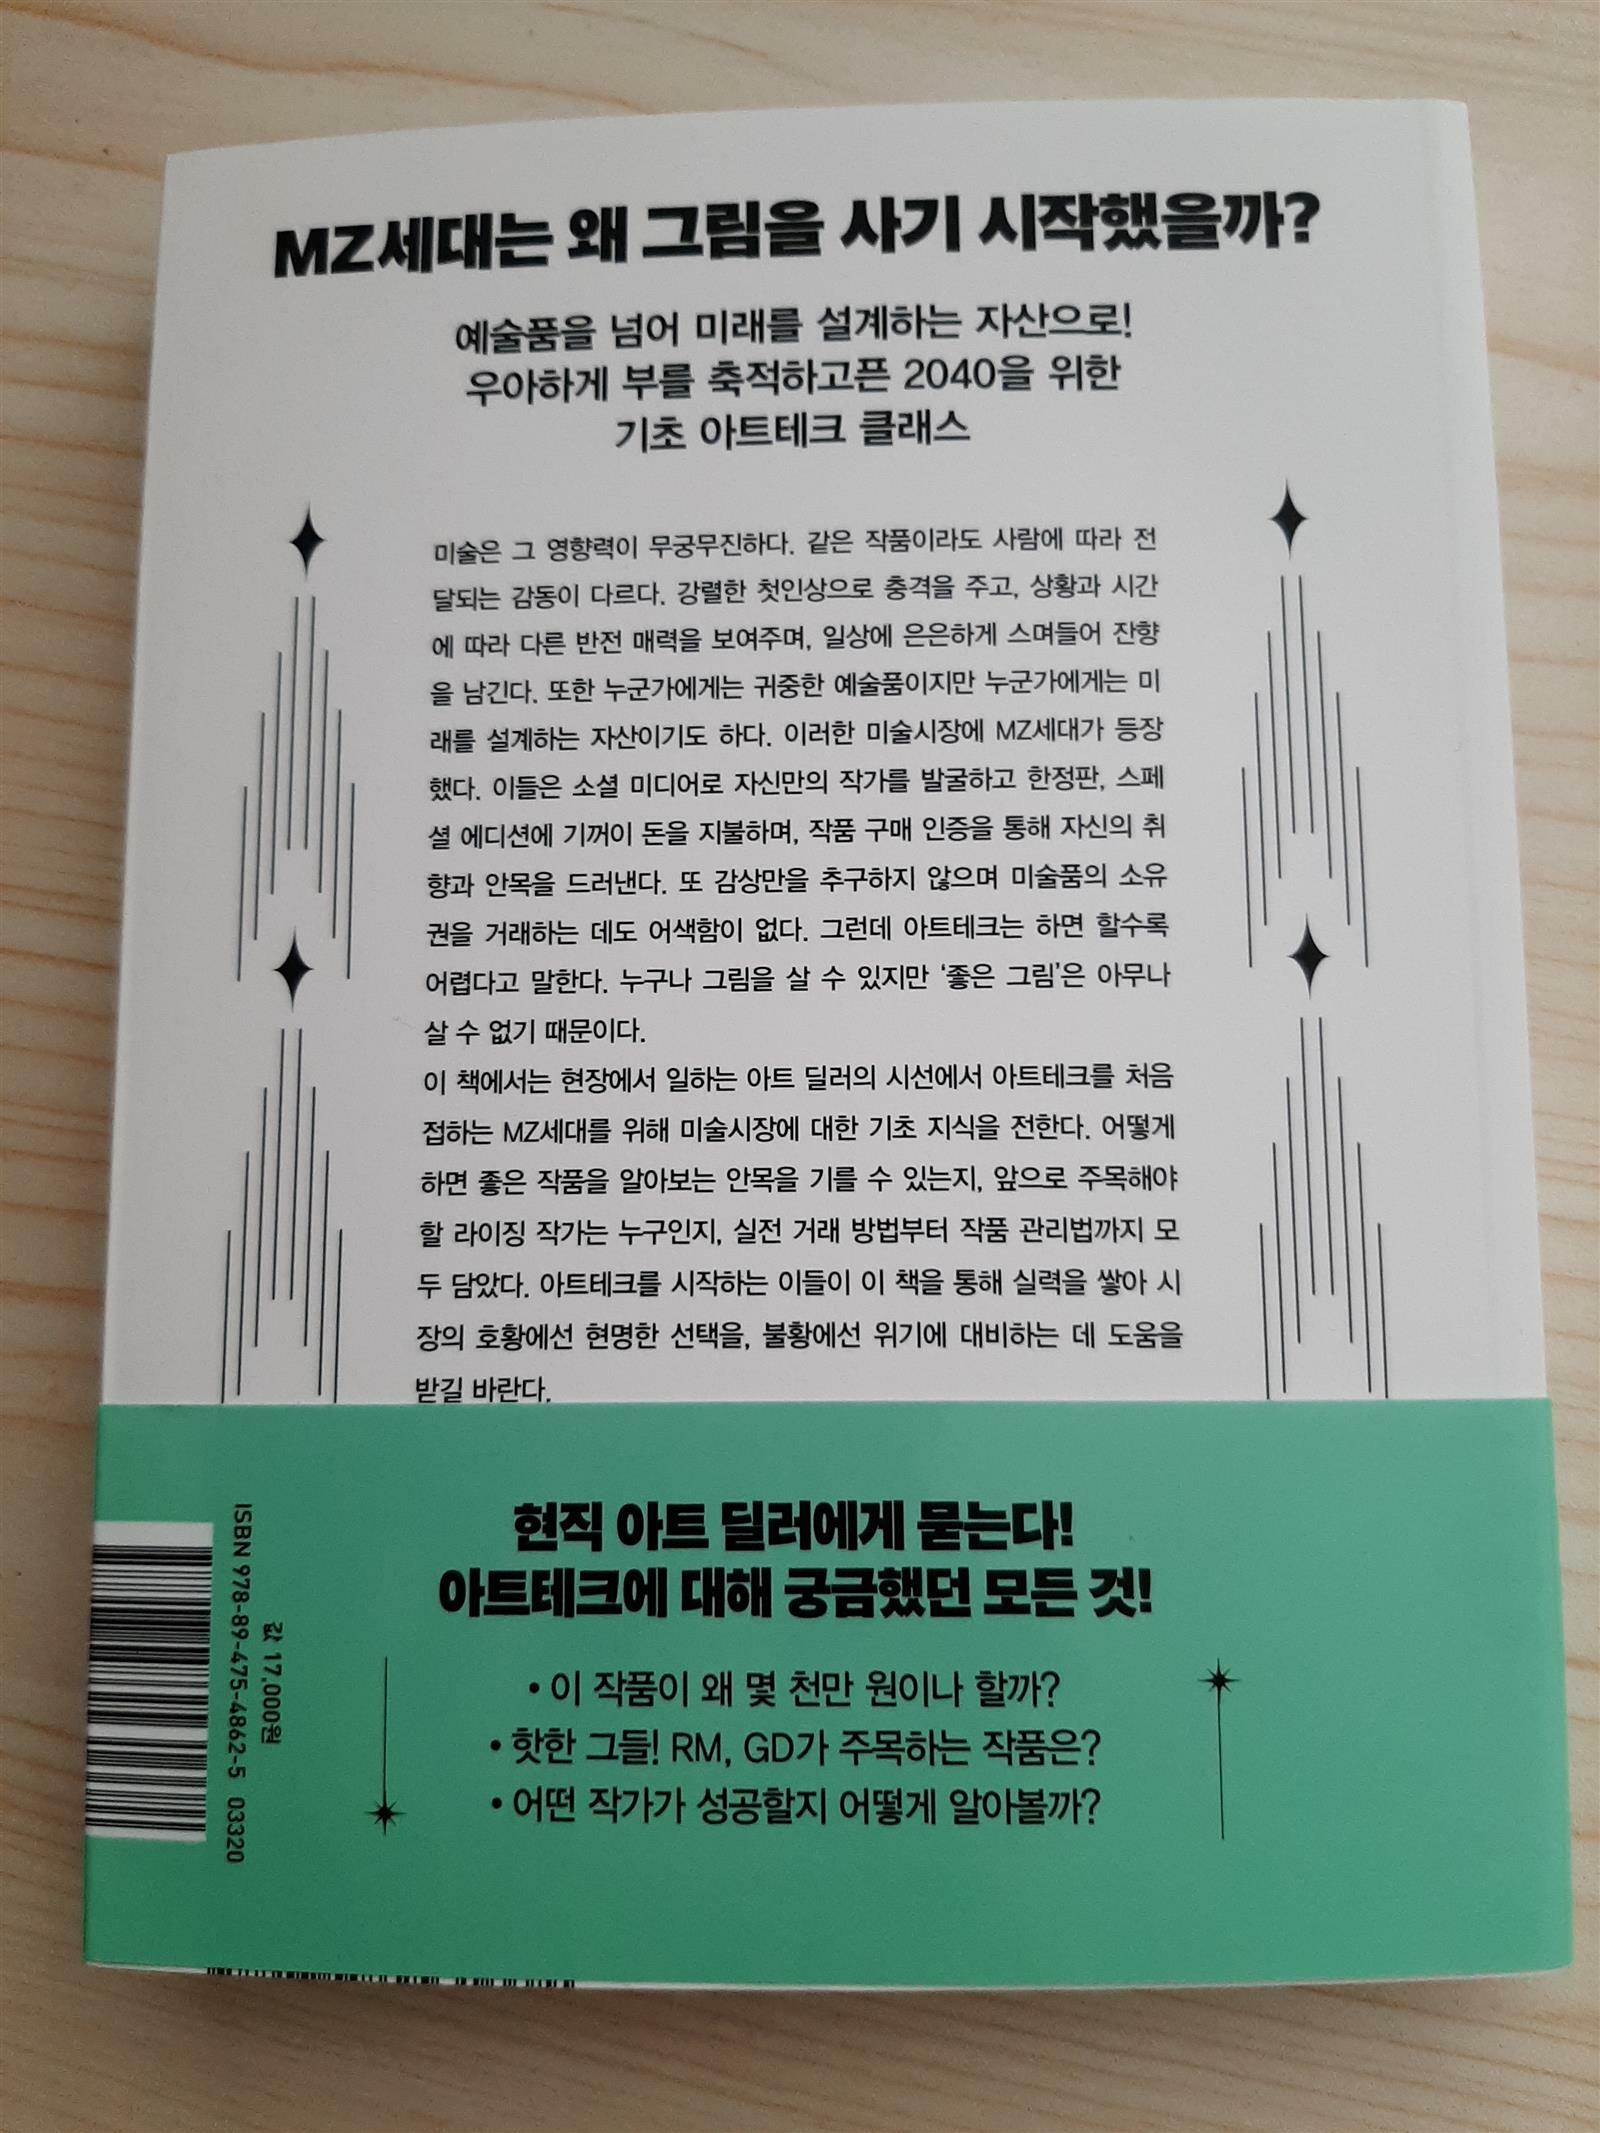 MZ세대는 왜 그림을 사기 시작했을까?
예술품을 넘어 미래를 설계하는 자산으로!
우아하게 부를 축적하고픈 2040을 위한
기초 아트테크 클래스
미술은 그 영향력이 무궁무진하다. 같은 작품이라도 사람에 따라 전
달되는 감동이 다르다. 강렬한 첫인상으로 충격을 주고, 상황과 시간
에 따라 다른 반전 매력을 보여주며, 일상에 은은하게 스며들어 잔향
을 남긴다. 또한 누군가에게는 귀중한 예술품이지만 누군가에게는 미
래를 설계하는 자산이기도 하다. 이러한 미술시장에 MZ세대가 등장
했다. 이들은 소셜 미디어로 자신만의 작가를 발굴하고 한정판, 스페
셜 에디션에 기꺼이 돈을 지불하며, 작품 구매 인증을 통해 자신의 취
향과 안목을 드러낸다. 또 감상만을 추구하지 않으며 미술품의 소유
권을 거래하는 데도 어색함이 없다. 그런데 아트테크는 하면 할수록
어렵다고 말한다. 누구나 그림을 살 수 있지만 ‘좋은 그림’은 아무나
살 수 없기 때문이다.
이 책에서는 현장에서 일하는 아트 딜러의 시선에서 아트테크를 처음
접하는 MZ세대를 위해 미술시장에 대한 기초 지식을 전한다. 어떻게
하면 좋은 작품을 알아보는 안목을 기를 수 있는지, 앞으로 주목해야
할 라이징 작가는 누구인지, 실전 거래 방법부터 작품 관리법까지 모
두 담았다. 아트테크를 시작하는 이들이 이 책을 통해 실력을 쌓아 시
장의 호황에선 현명한 선택을, 불황에선 위기에 대비하는 데 도움을
받길 바란다.
현직 아트 딜러에게 묻는다!
아트테크에 대해 궁금했던 모든 것!
• 이 작품이 왜 몇 천만 원이나 할까?
• 핫한 그들! RM, GD가 주목하는 작품은?
• 어떤 작가가 성공할지 어떻게 알아볼까?
값 17,000원
ISBN 978-89-475-4862-5 03320